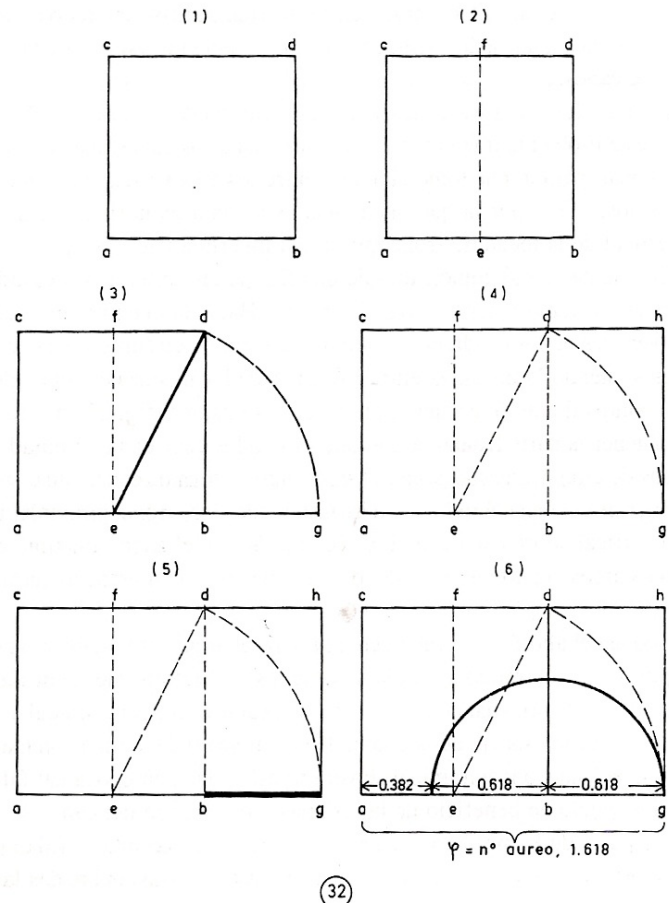 (1) (2)
c d c f d
a b a e b
(3) (4)
c f d c f d h
a e b g a e b g
(5) (6)
c f d h c f d h
0.382 0.618 0.618
a e b g a e b g
φ = nº aureo, 1.618
32